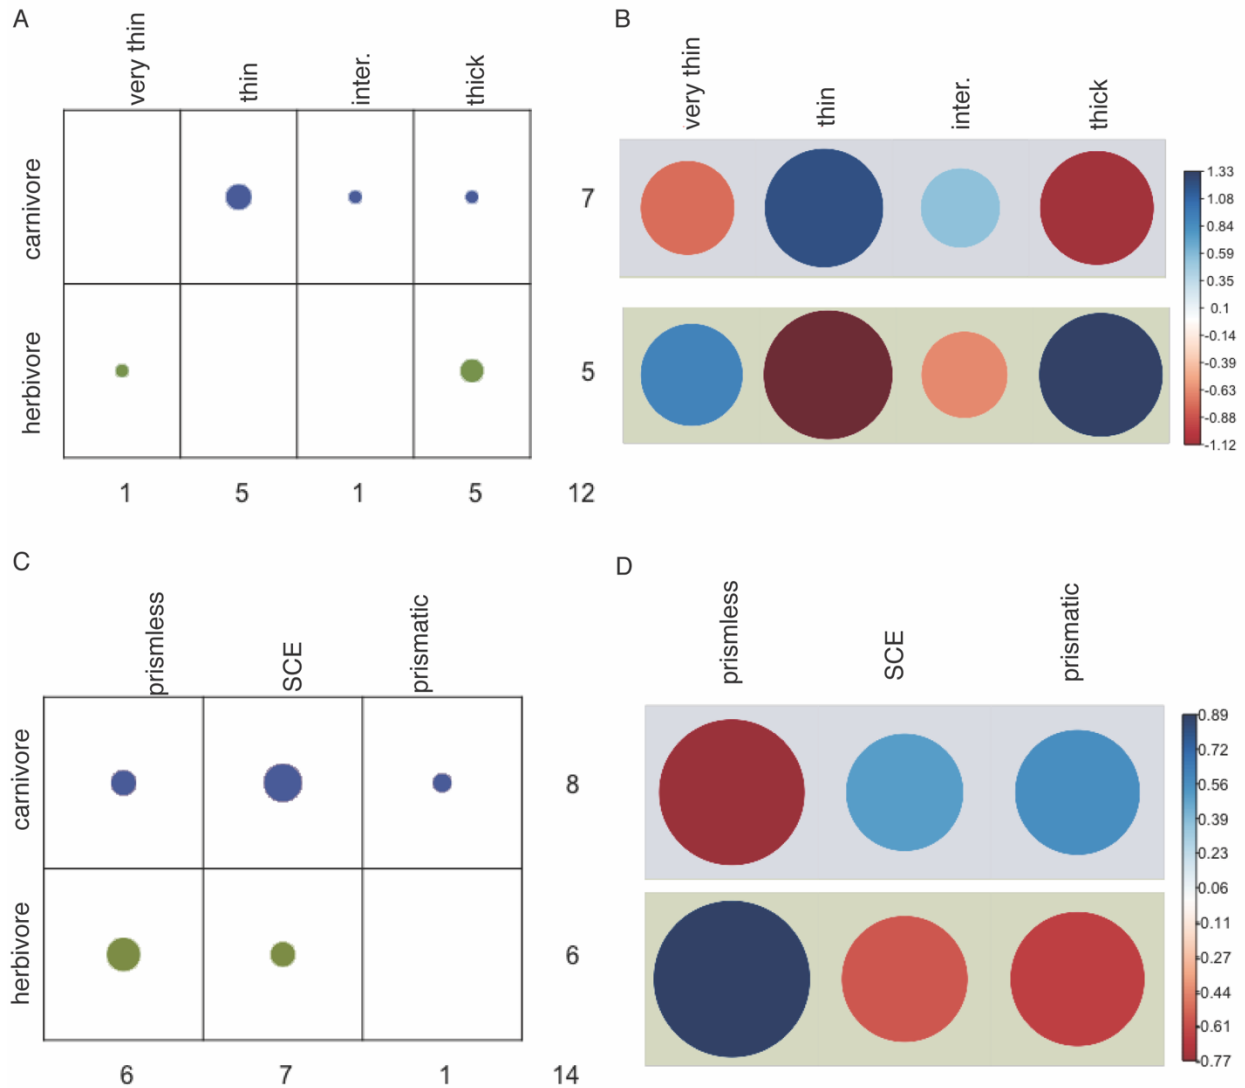 A
very thin
thin
inter.
thick
carnivore
7
herbivore
5
1
5
1
5
12
B
very thin
thin
inter.
thick
1.33
1.08
0.84
0.59
0.35
0.1
-0.14
-0.39
-0.63
-0.88
-1.12
C
prismless
SCE
prismatic
carnivore
8
herbivore
6
6
7
1
14
D
prismless
SCE
prismatic
0.89
0.72
0.56
0.39
0.23
0.06
-0.11
-0.27
-0.44
-0.61
-0.77